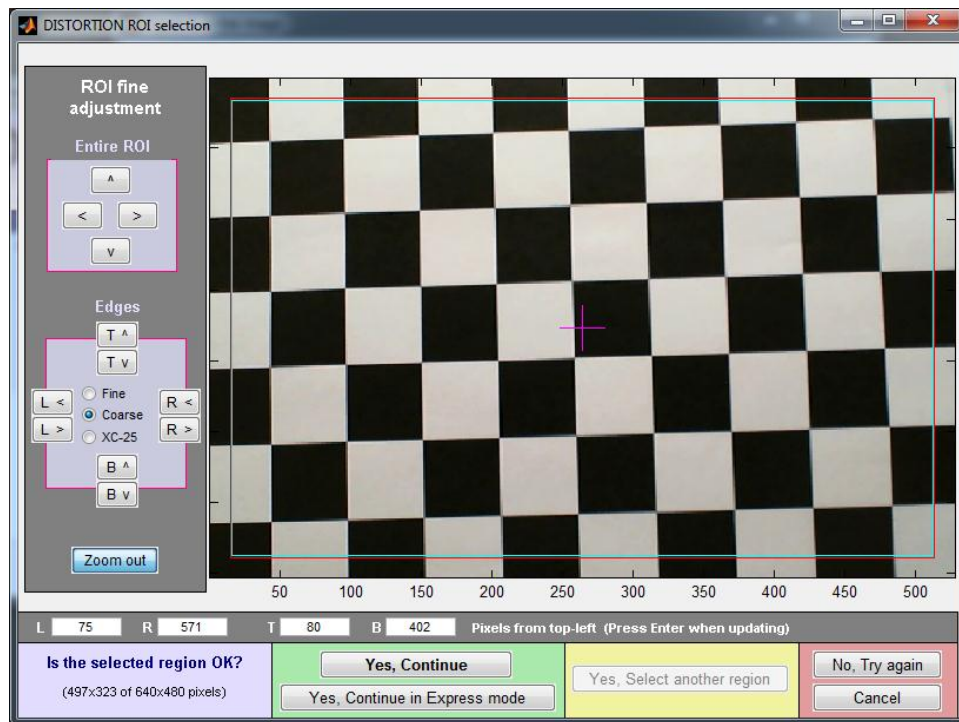 DISTORTION ROI selection
ROI fine
adjustment
Entire ROI
^
< >
v
Edges
T ^
T v
L < Fine R <
L > Coarse R >
XC-25
B ^
B v
Zoom out
50 100 150 200 250 300 350 400 450 500
L 75 R 571 T 80 B 402 Pixels from top-left (Press Enter when updating)
Is the selected region OK?
(497x323 of 640x480 pixels)
Yes, Continue
Yes, Continue in Express mode
Yes, Select another region
No, Try again
Cancel